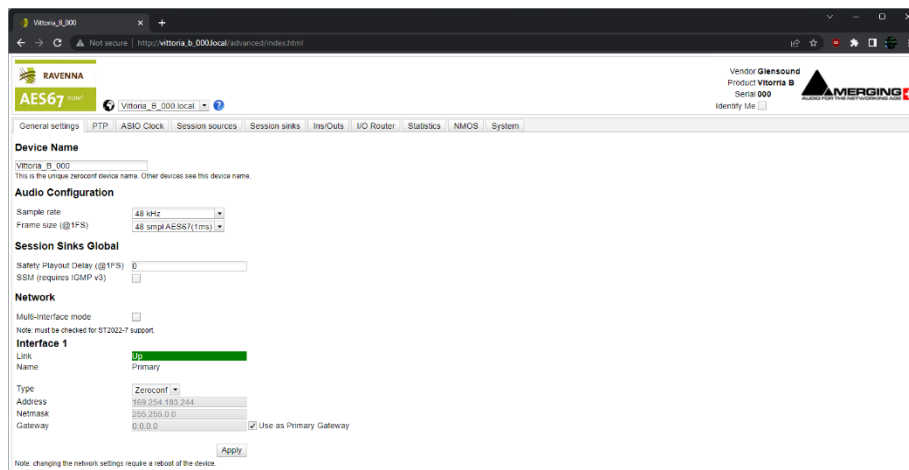 Vittoria_B_000
Not secure | http://vittoria_b_000.local/advanced/index.html
RAVENNA
AES67 now!
Vittoria_B_000.local. ?
Vendor Glensound
Product Vitorria B
Serial 000
Identify Me
MERGING
AUDIO FOR THE NETWORKING AGE
General settings PTP ASIO Clock Session sources Session sinks Ins/Outs I/O Router Statistics NMOS System
Device Name
Vittoria_B_000
This is the unique zeroconf device name. Other devices see this device name.
Audio Configuration
Sample rate 48 kHz
Frame size (@1FS) 48 smpl AES67(1ms)
Session Sinks Global
Safety Playout Delay (@1FS) 0
SSM (requires IGMP v3)
Network
Multi-Interface mode
Note: must be checked for ST2022-7 support.
Interface 1
Link Up
Name Primary
Type Zeroconf
Address 169.254.183.244
Netmask 255.255.0.0
Gateway 0.0.0.0 Use as Primary Gateway
Apply
Note: changing the network settings require a reboot of the device.